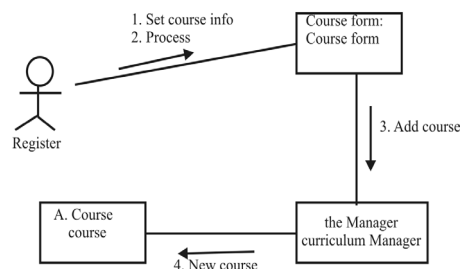 1. Set course info
2. Process
Course form:
Course form
Register
3. Add course
A. Course
course
the Manager
curriculum Manager
4. New course